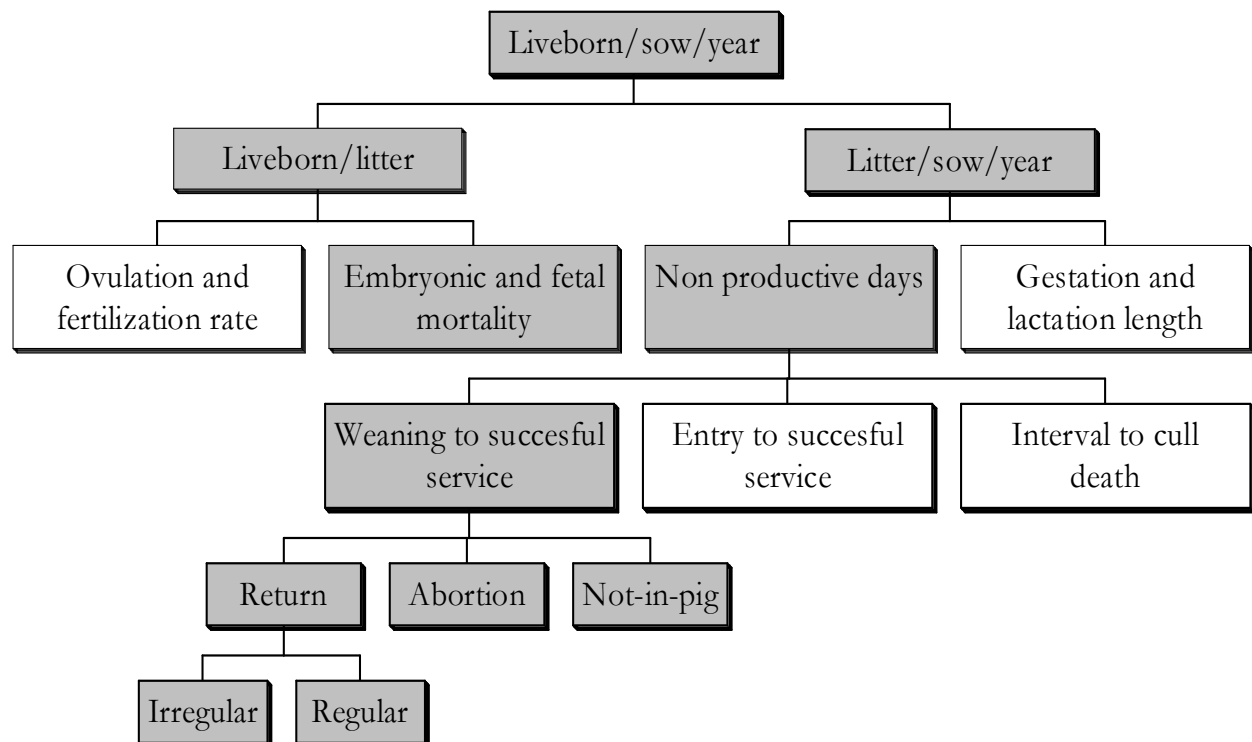 Liveborn/sow/year
Liveborn/litter
Litter/sow/year
Ovulation and
fertilization rate
Embryonic and fetal
mortality
Non productive days
Gestation and
lactation length
Weaning to succesful
service
Entry to succesful
service
Interval to cull
death
Return
Abortion
Not-in-pig
Irregular
Regular